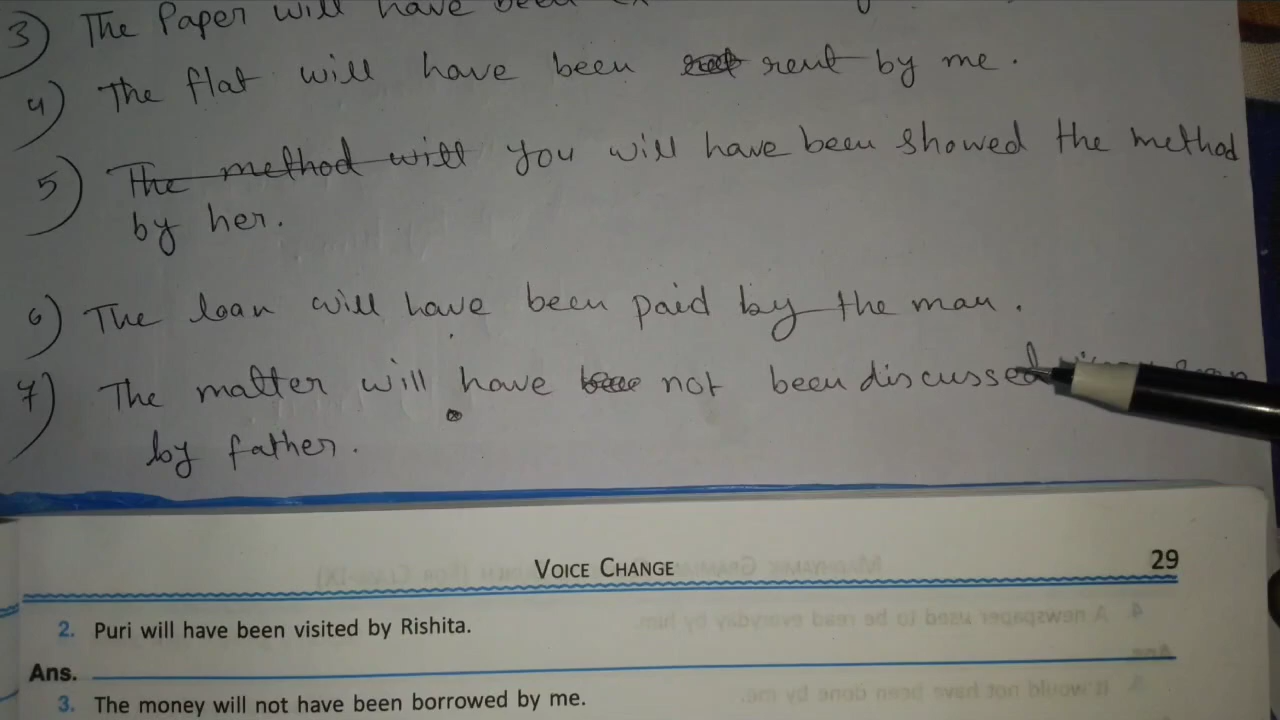 3) The Paper will have been
4) The flat will have been rent by me.
5) The method will You will have been showed the method
by her.
6) The loan will have been paid by the man.
7) The matter will have not been discussed
by father.
VOICE CHANGE 29
2. Puri will have been visited by Rishita.
Ans.
3. The money will not have been borrowed by me.